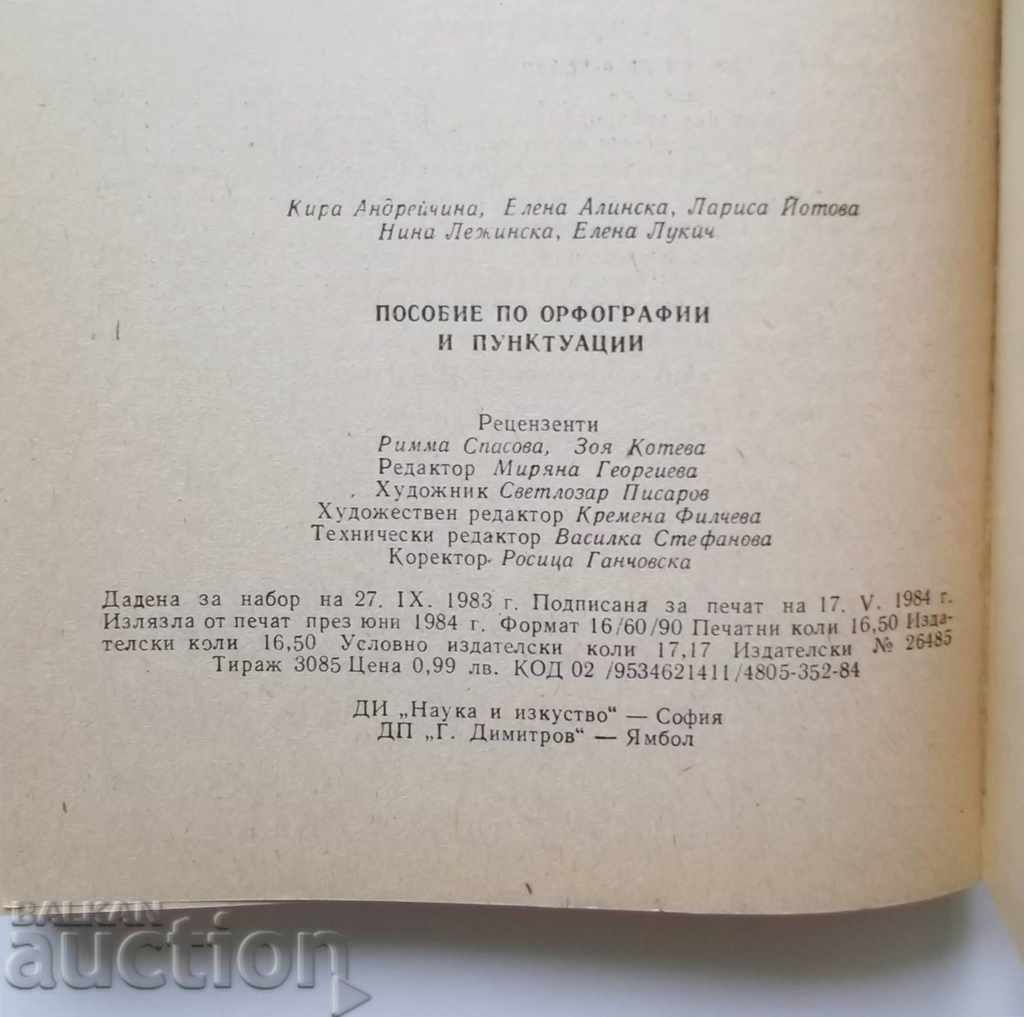 Кира Андрейчина, Елена Алинска, Лариса Йотова
Нина Лежинска, Елена Лукич
ПОСОБИЕ ПО ОРФОГРАФИИ
И ПУНКТУАЦИИ
Рецензенти
Римма Спасова, Зоя Котева
Редактор Миряна Георгиева
Художник Светлозар Писаров
Художествен редактор Кремена Филчева
Технически редактор Василка Стефанова
Коректор Росица Ганчовска
Дадена за набор на 27. IX. 1983 г. Подписана за печат на 17. V. 1984 г.
Излязла от печат през юни 1984 г. Формат 16/60/90 Печатни коли 16,50 Изда-
телски коли 16,50 Условно издателски коли 17,17 Издателски № 26485
Тираж 3085 Цена 0,99 лв. КОД 02 /9534621411/4805-352-84
ДИ „Наука и изкуство“ — София
ДП „Г. Димитров“ — Ямбол
BALKAN
auction